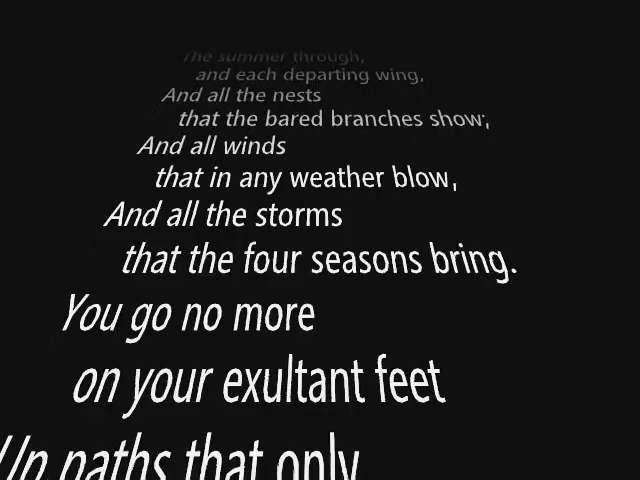 The summer through,
and each departing wing,
And all the nests
that the bared branches show;
And all winds
that in any weather blow,
And all the storms
that the four seasons bring.
You go no more
on your exultant feet
Up paths that only